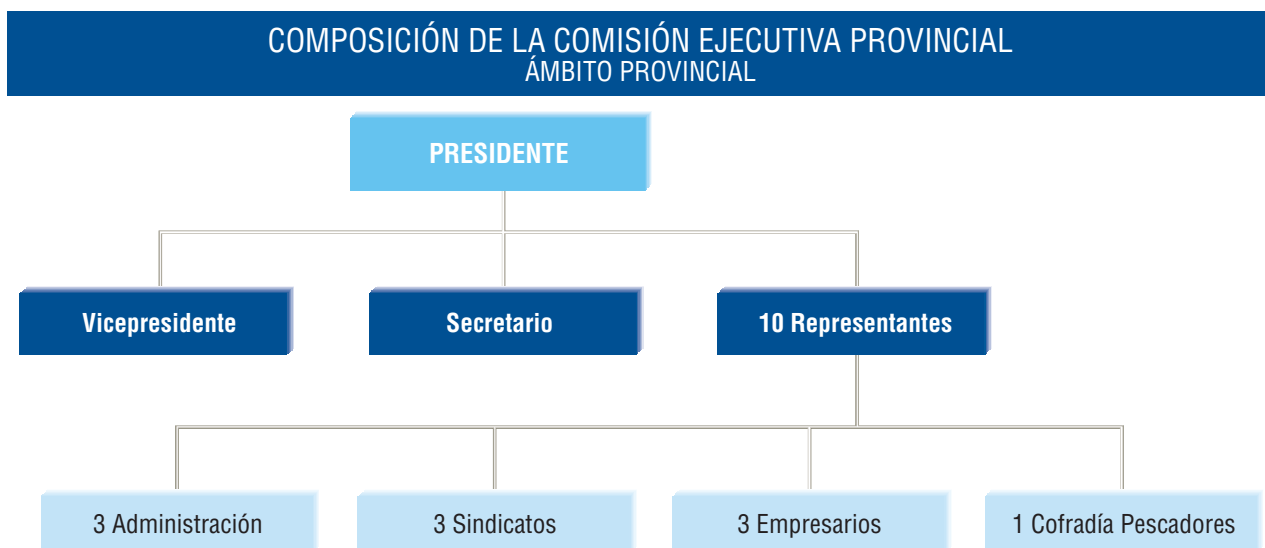 COMPOSICIÓN DE LA COMISIÓN EJECUTIVA PROVINCIAL
ÁMBITO PROVINCIAL
PRESIDENTE
Vicepresidente
Secretario
10 Representantes
3 Administración
3 Sindicatos
3 Empresarios
1 Cofradía Pescadores